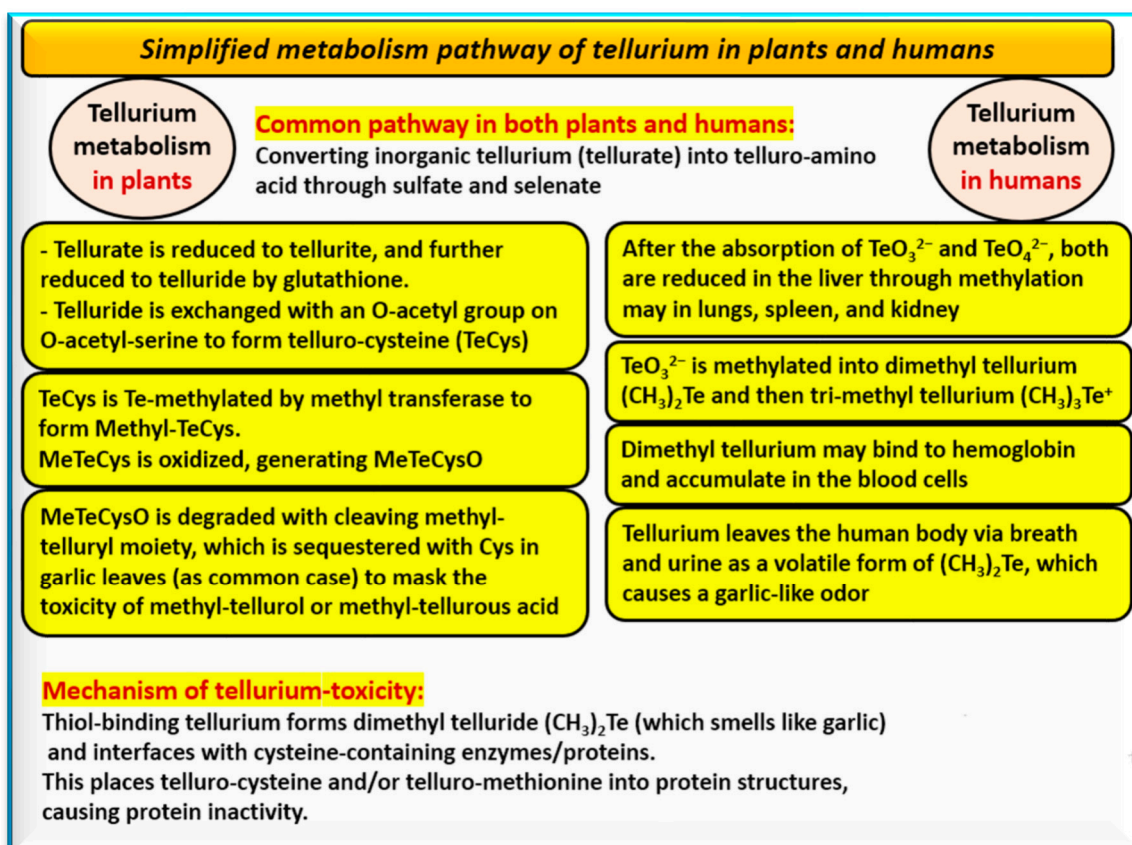 Simplified metabolism pathway of tellurium in plants and humans
Tellurium
metabolism
in plants
Common pathway in both plants and humans:
Converting inorganic tellurium (tellurate) into telluro-amino
acid through sulfate and selenate
Tellurium
metabolism
in humans
- Tellurate is reduced to tellurite, and further
reduced to telluride by glutathione.
- Telluride is exchanged with an O-acetyl group on
O-acetyl-serine to form telluro-cysteine (TeCys)
TeCys is Te-methylated by methyl transferase to
form Methyl-TeCys.
MeTeCys is oxidized, generating MeTeCysO
MeTeCysO is degraded with cleaving methyl-
telluryl moiety, which is sequestered with Cys in
garlic leaves (as common case) to mask the
toxicity of methyl-tellurol or methyl-tellurous acid
After the absorption of TeO₃²⁻ and TeO₄²⁻, both
are reduced in the liver through methylation
may in lungs, spleen, and kidney
TeO₃²⁻ is methylated into dimethyl tellurium
(CH₃)₂Te and then tri-methyl tellurium (CH₃)₃Te⁺
Dimethyl tellurium may bind to hemoglobin
and accumulate in the blood cells
Tellurium leaves the human body via breath
and urine as a volatile form of (CH₃)₂Te, which
causes a garlic-like odor
Mechanism of tellurium-toxicity:
Thiol-binding tellurium forms dimethyl telluride (CH₃)₂Te (which smells like garlic)
and interfaces with cysteine-containing enzymes/proteins.
This places telluro-cysteine and/or telluro-methionine into protein structures,
causing protein inactivity.